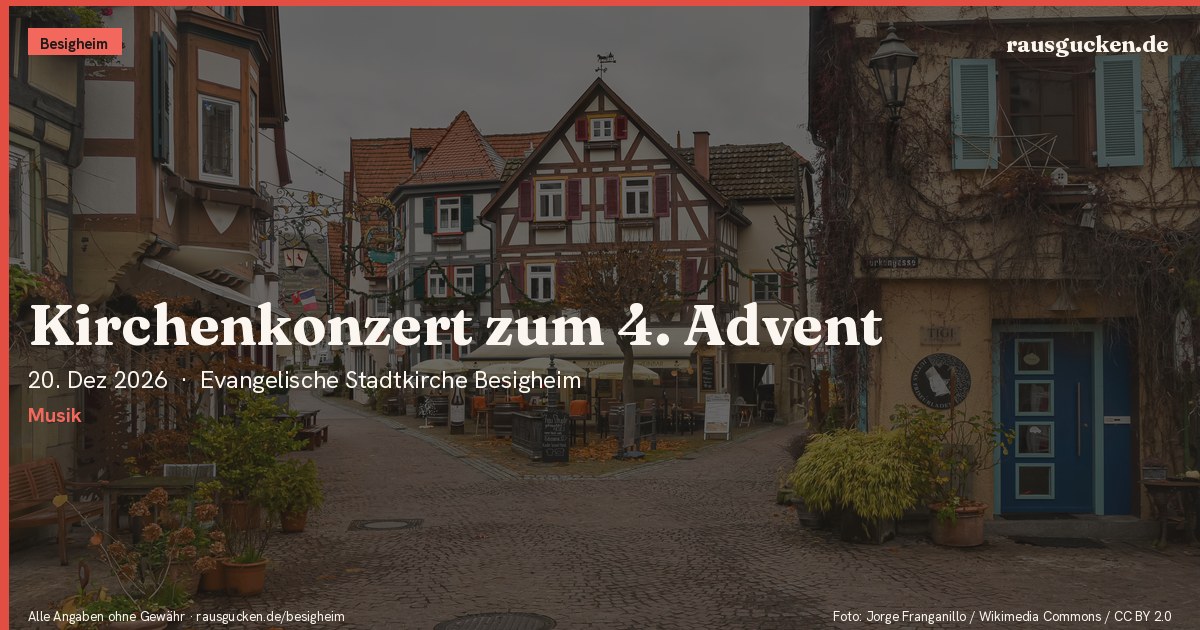 Besigheim
rausgucken.de
Kirchenkonzert zum 4. Advent
20. Dez 2026 · Evangelische Stadtkirche Besigheim
Musik
Alle Angaben ohne Gewähr · rausgucken.de/besigheim
Foto: Jorge Franganillo / Wikimedia Commons / CC BY 2.0